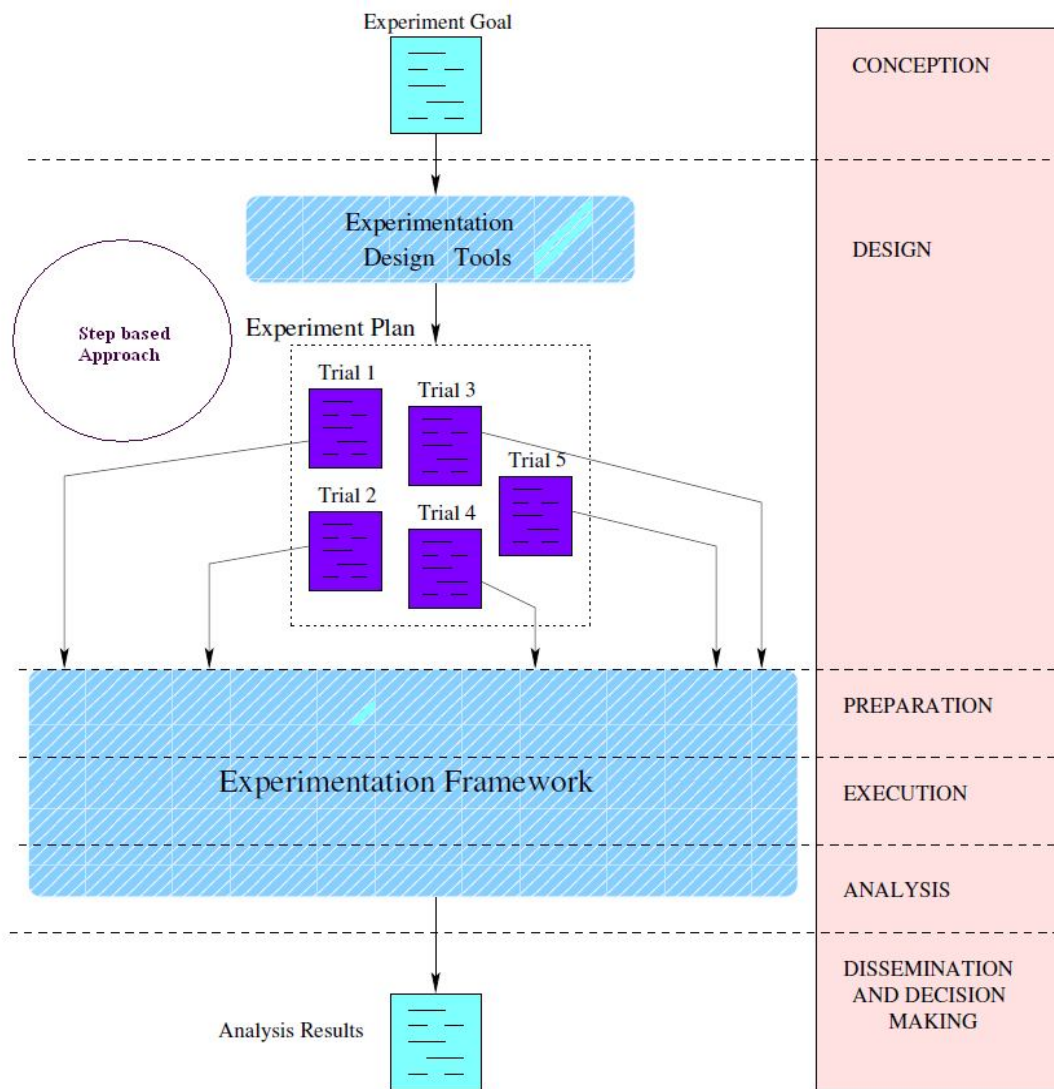 Experiment Goal
CONCEPTION
Experimentation
Design Tools
DESIGN
Step based
Approach
Experiment Plan
Trial 1
Trial 3
Trial 5
Trial 2
Trial 4
PREPARATION
Experimentation Framework
EXECUTION
ANALYSIS
DISSEMINATION
AND DECISION
MAKING
Analysis Results